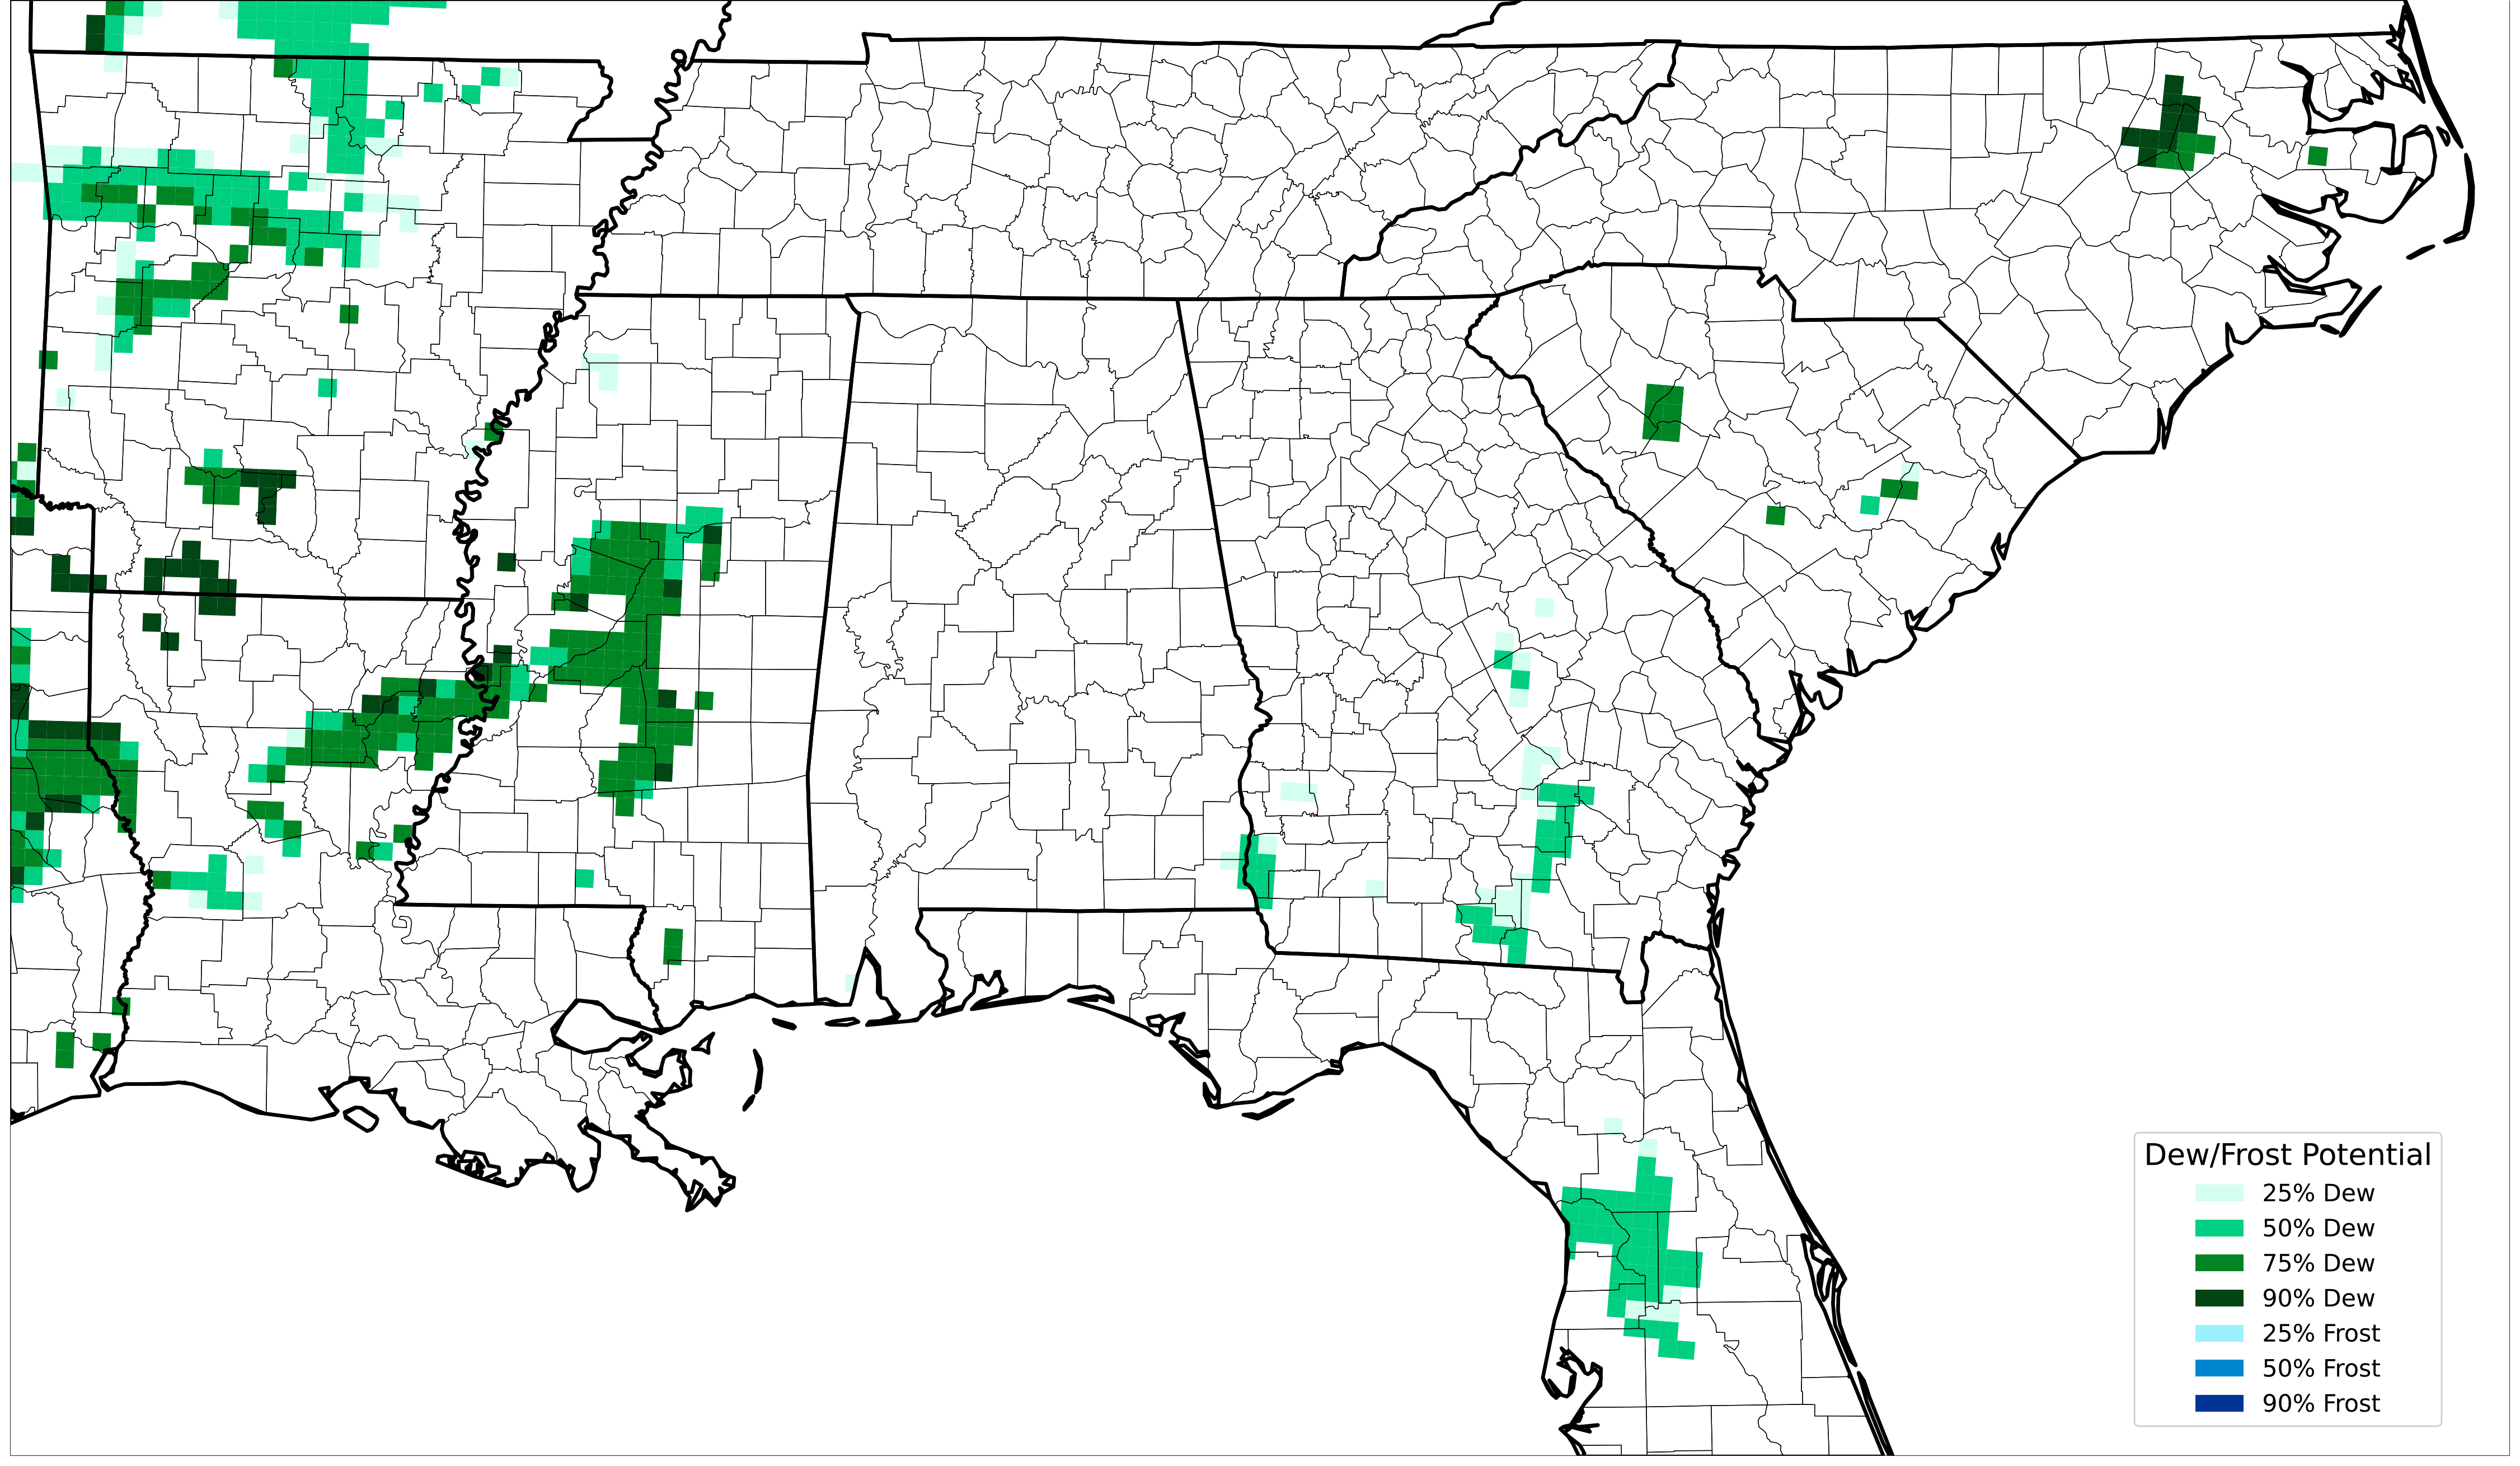 Dew/Frost Potential
25% Dew
50% Dew
75% Dew
90% Dew
25% Frost
50% Frost
90% Frost